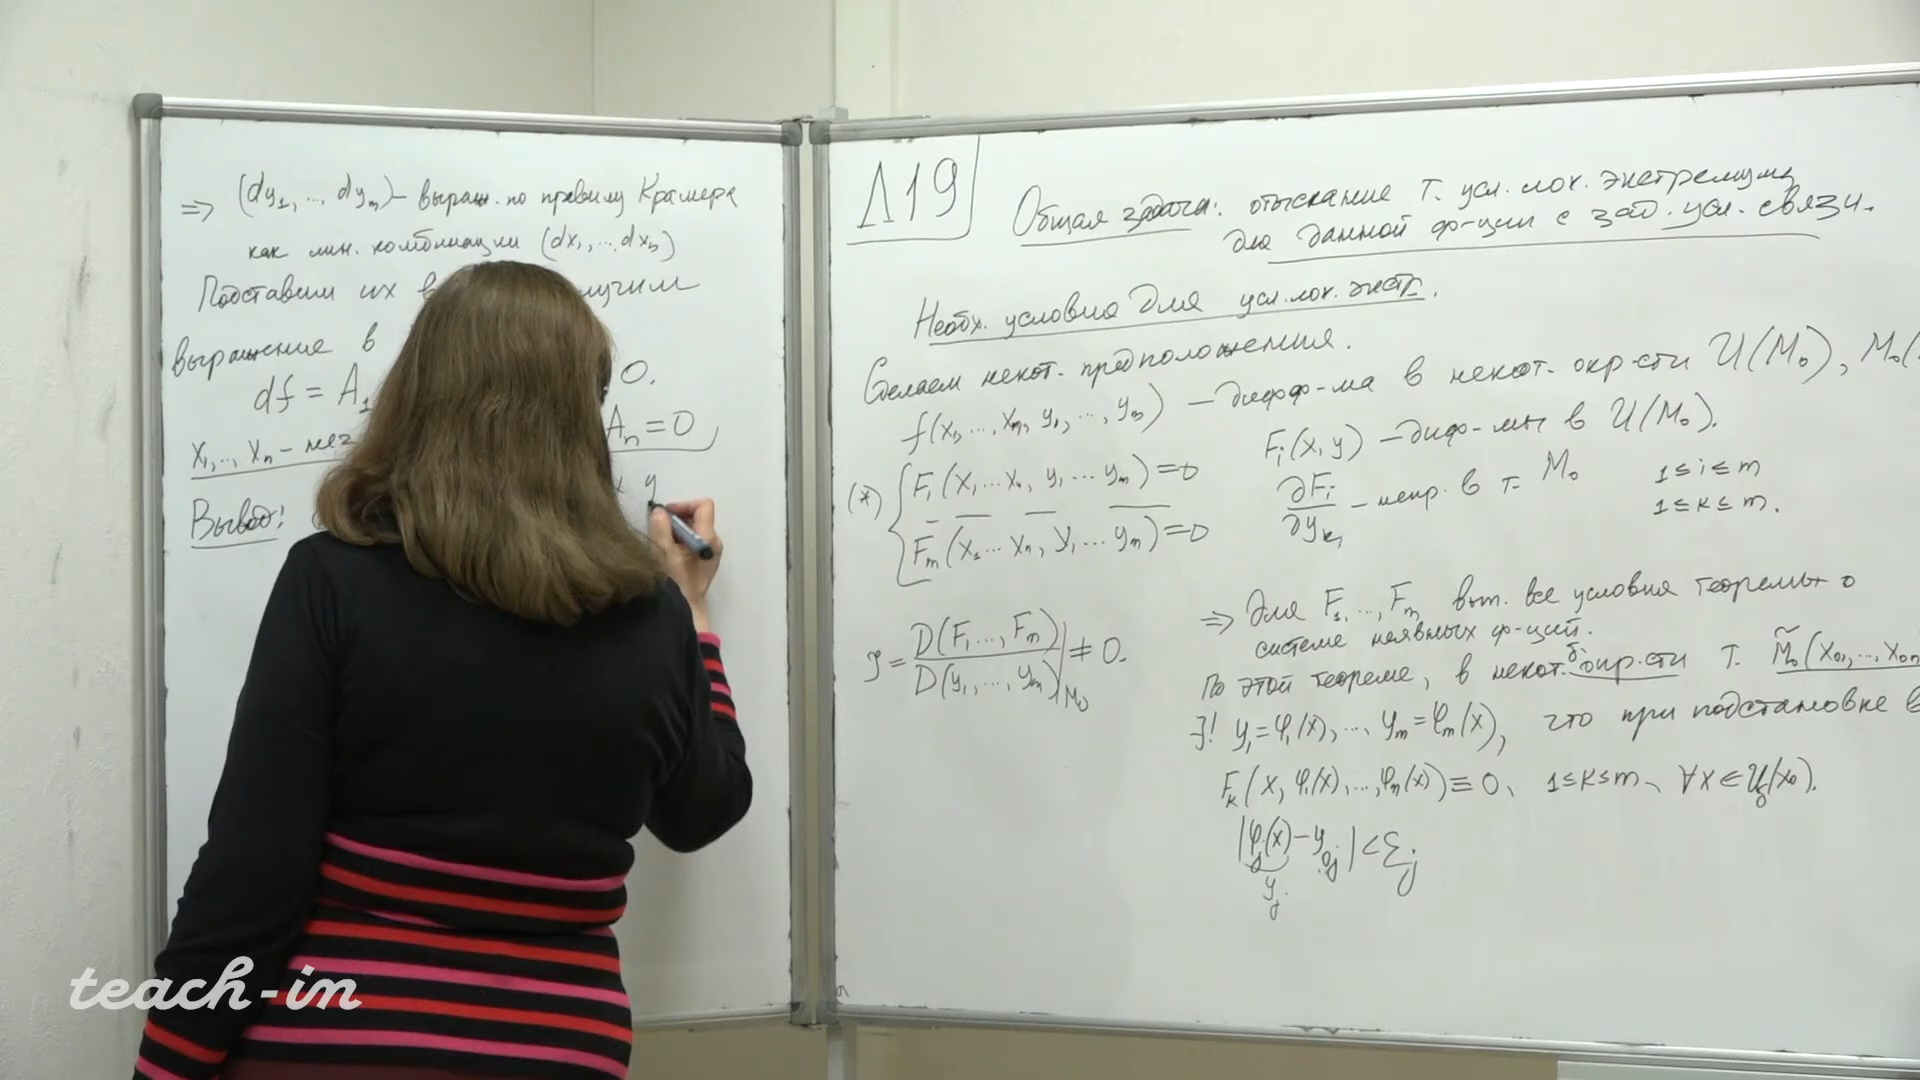 ⇒ (dy₁, ..., dyₘ) – выраж. по правилу Крамера
как лин. комбинации (dx₁, ... dxₙ)
Подставим их в
выражение в
df = A₁ 0.
x₁, .., xₙ – нез Aₙ = 0
Вывод: x y
Л 19
Общая задача: отыскание т. усл. лок. экстремума
для данной ф-ции с зад. усл. связи.
Необх. условия для усл. лок. экстр.
Сделаем некот. предположения.
f(x₁, ..., xₙ, y₁, ..., yₘ) – дифф-ма в некот. окр-сти U(M₀), M₀(
(*) { F₁(x₁ ... xₙ, y₁ ... yₘ) = 0
Fₘ(x₁ ... xₙ, y₁ ... yₘ) = 0
Fᵢ(x, y) – диф-мы в U(M₀).
∂Fᵢ/∂yₖ – непр. в т. M₀ 1 ≤ i ≤ m
1 ≤ k ≤ m.
J = D(F₁, ..., Fₘ)/D(y₁, ..., yₘ)|M₀ ≠ 0.
⇒ Для F₁, ..., Fₘ вып. все условия теоремы о
системе неявных ф-ций.
По этой теореме, в некот. δ окр-сти т. M̃₀(x₀₁, ..., x₀ₙ
∃! y₁ = φ₁(x), ... yₘ = φₘ(x), что при подстановке в
Fₖ(x, φ₁(x), ..., φₘ(x)) ≡ 0, 1 ≤ k ≤ m, ∀x ∈ U_δ(x₀).
|φⱼ(x) – y₀ⱼ| < εⱼ
yⱼ
teach-in